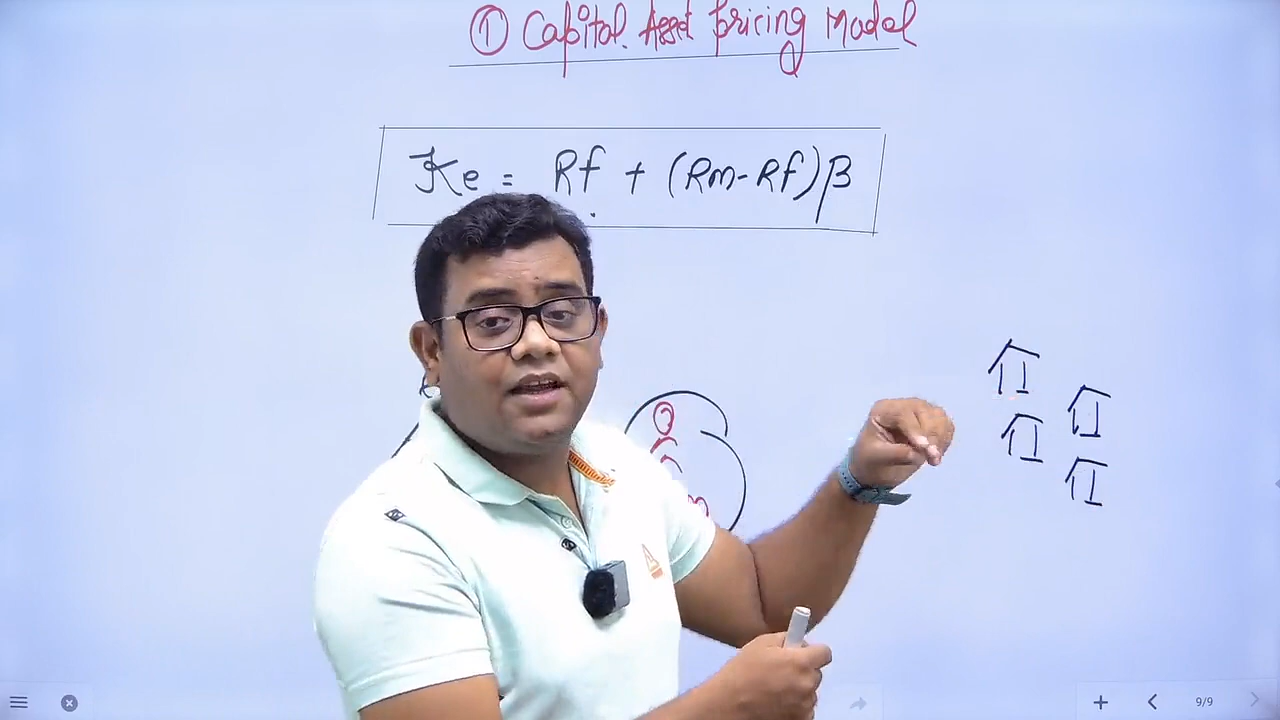 ① Capital Asset Pricing Model
Ke = Rf + (Rm-Rf)β
9/9